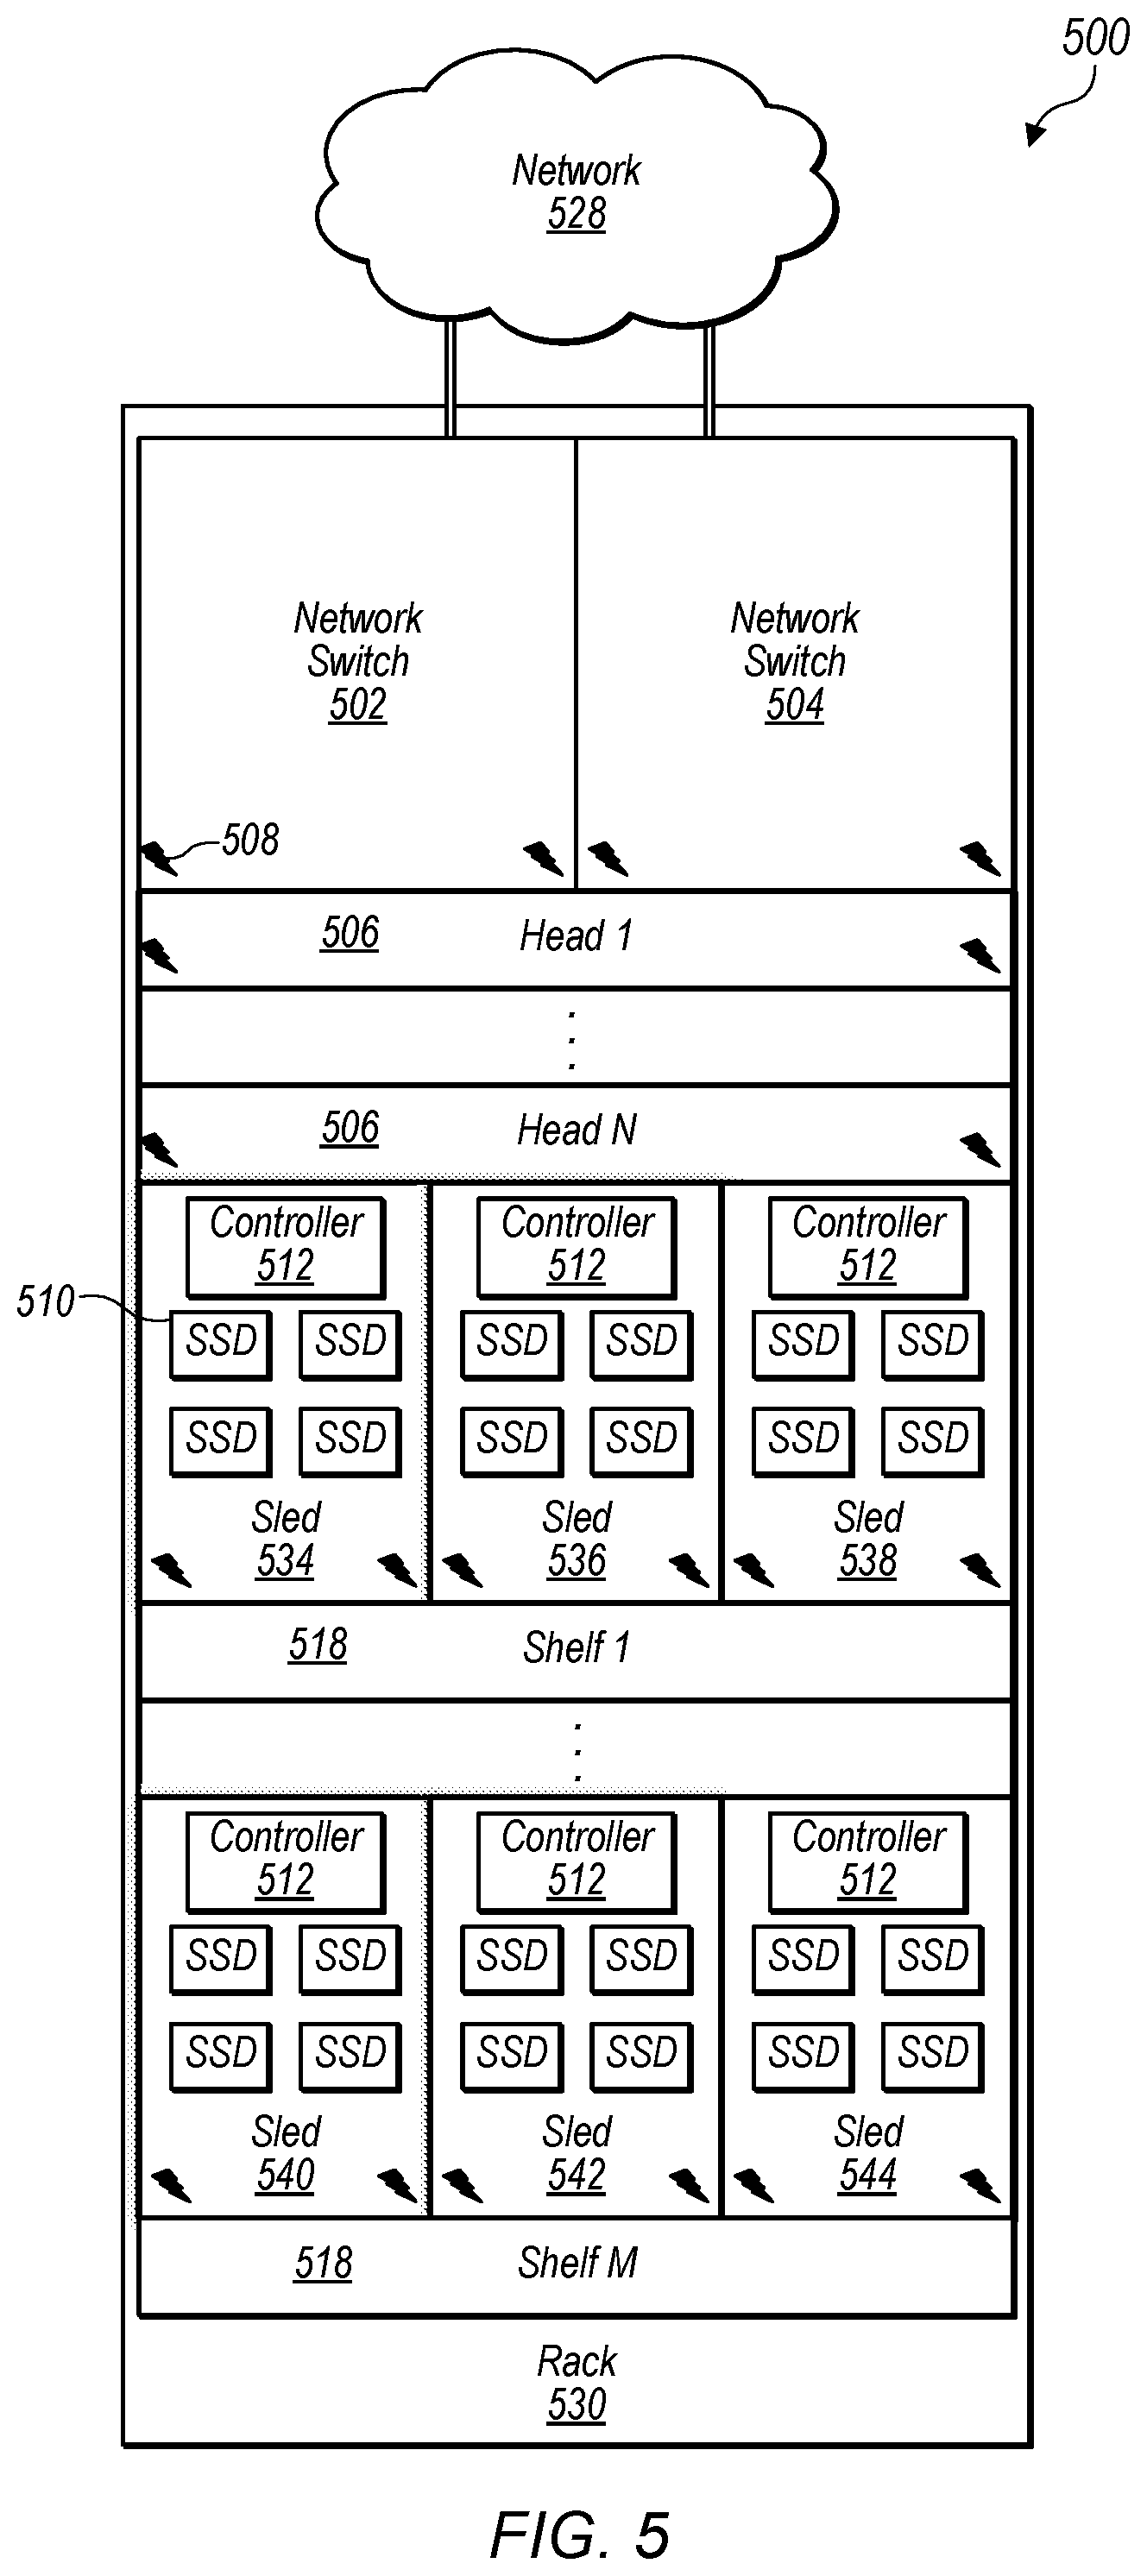 500
Network
528
Network
Switch
502
Network
Switch
504
508
506 Head 1
506 Head N
Controller
512
Controller
512
Controller
512
510
SSD SSD SSD SSD SSD SSD
SSD SSD SSD SSD SSD SSD
Sled
534
Sled
536
Sled
538
518 Shelf 1
Controller
512
Controller
512
Controller
512
SSD SSD SSD SSD SSD SSD
SSD SSD SSD SSD SSD SSD
Sled
540
Sled
542
Sled
544
518 Shelf M
Rack
530
FIG. 5